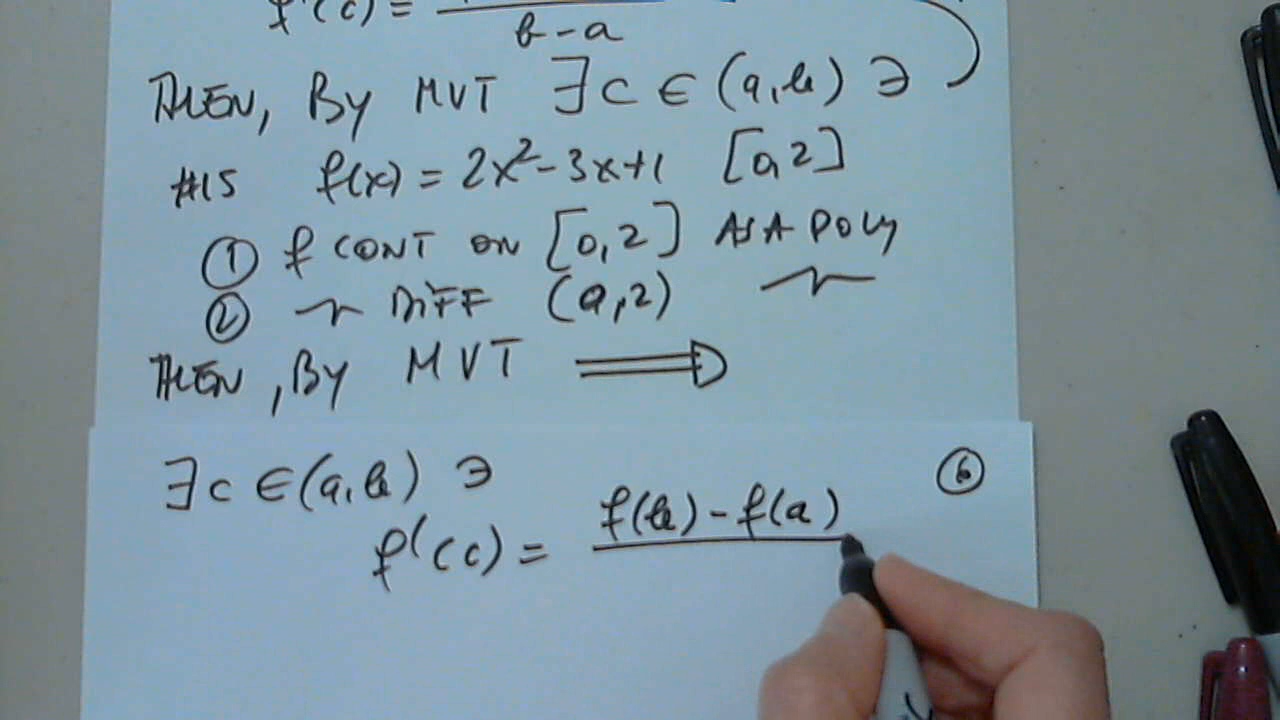 f'(c) =
b-a
THEN, BY MVT ∃c ∈ (a,b) ∋
#15 f(x) = 2x²-3x+1 [0,2]
① f CONT ON [0,2] AS A POLY
② DIFF (0,2)
THEN, BY MVT ⟹
∃c ∈ (a,b) ∋
⑥
f'(c) = f(b)-f(a)